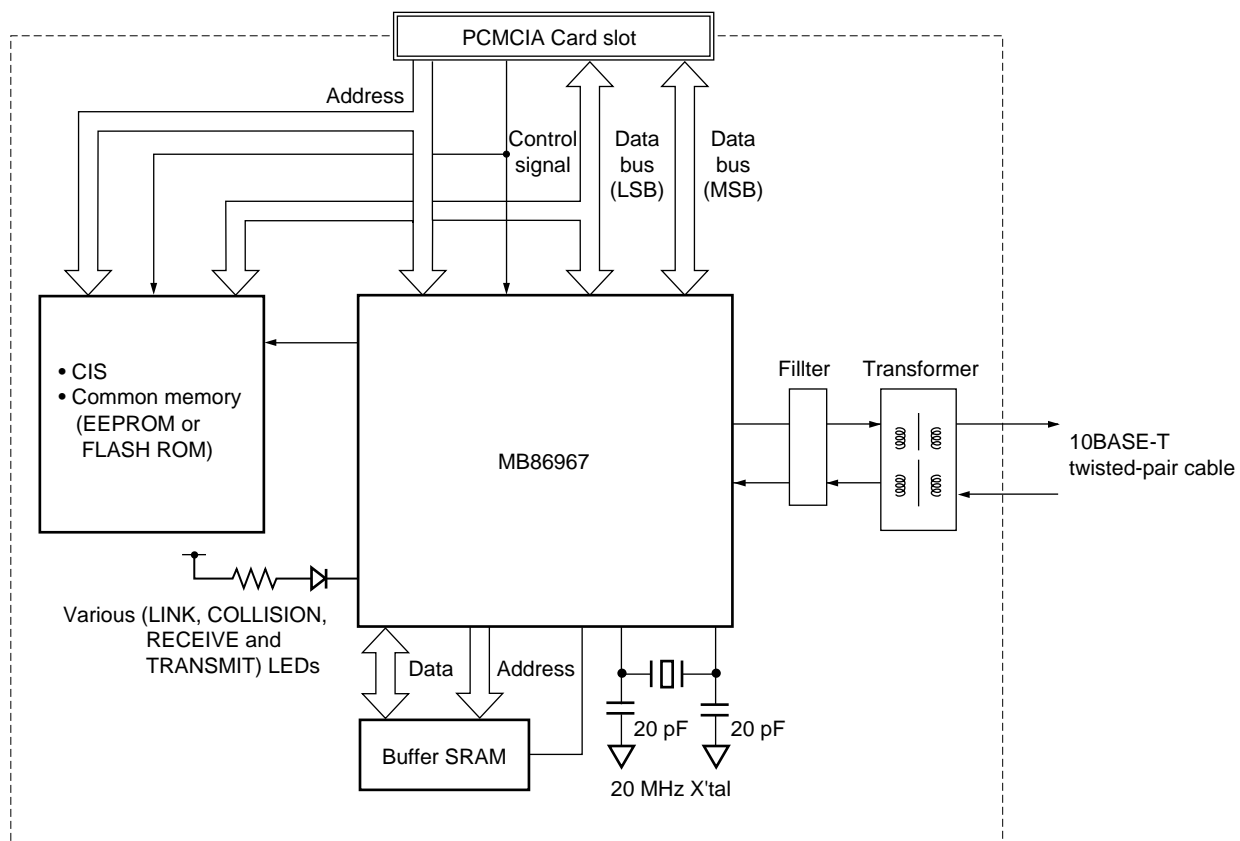 PCMCIA Card slot
Address
Control
signal
Data
bus
(LSB)
Data
bus
(MSB)
• CIS
• Common memory
(EEPROM or
FLASH ROM)
MB86967
Fillter
Transformer
10BASE-T
twisted-pair cable
Various (LINK, COLLISION,
RECEIVE and
TRANSMIT) LEDs
Data
Address
Buffer SRAM
20 pF
20 pF
20 MHz X'tal